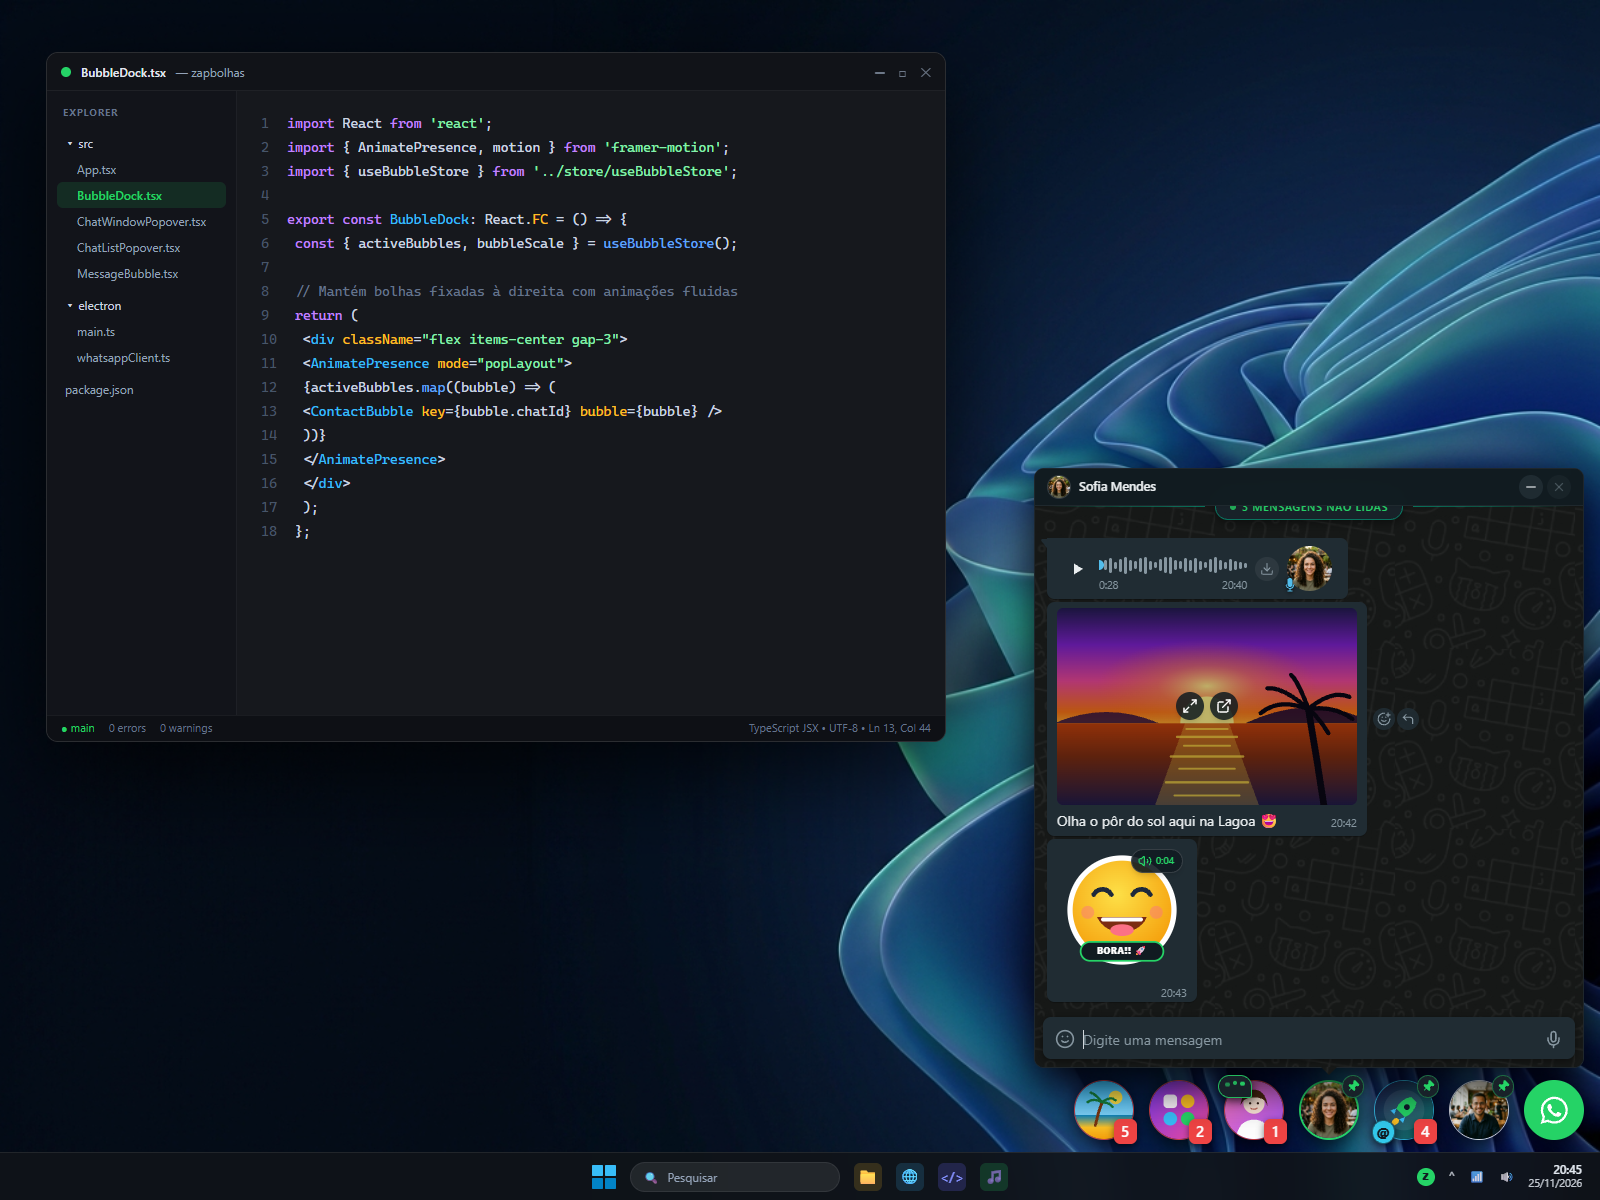 BubbleDock.tsx — zapbolhas
EXPLORER
src
App.tsx
BubbleDock.tsx
ChatWindowPopover.tsx
ChatListPopover.tsx
MessageBubble.tsx
electron
main.ts
whatsappClient.ts
package.json
1 import React from 'react';
2 import { AnimatePresence, motion } from 'framer-motion';
3 import { useBubbleStore } from '../store/useBubbleStore';
4
5 export const BubbleDock: React.FC = () => {
6 const { activeBubbles, bubbleScale } = useBubbleStore();
7
8 // Mantém bolhas fixadas à direita com animações fluidas
9 return (
10 <div className="flex items-center gap-3">
11 <AnimatePresence mode="popLayout">
12 {activeBubbles.map((bubble) => (
13 <ContactBubble key={bubble.chatId} bubble={bubble} />
14 ))}
15 </AnimatePresence>
16 </div>
17 );
18 };
main 0 errors 0 warnings
TypeScript JSX • UTF-8 • Ln 13, Col 44
Sofia Mendes
3 MENSAGENS NÃO LIDAS
0:28 20:40
Olha o pôr do sol aqui na Lagoa 😍
20:42
0:04
BORA!! 🚀
20:43
Digite uma mensagem
5
2
1
@
4
Pesquisar
</>
Z
20:45
25/11/2026